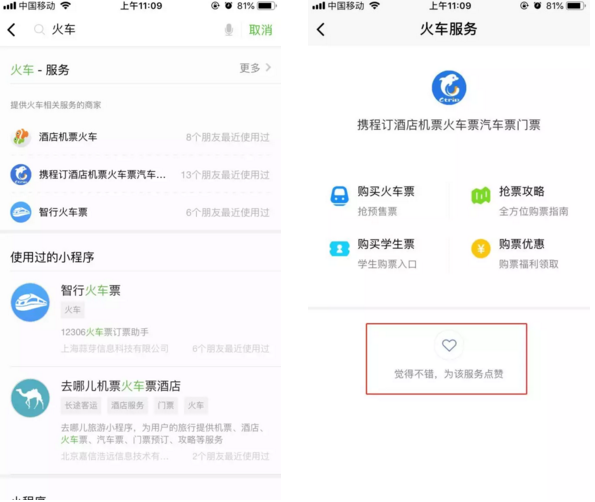 中国移动
上午11:09
81%
火车
取消
火车 - 服务
更多
提供火车相关服务的商家
酒店机票火车
8个朋友最近使用过
携程订酒店机票火车票汽车...
13个朋友最近使用过
智行火车票
6个朋友最近使用过
使用过的小程序
智行火车票
火车
12306火车票订票助手
上海蒜芽信息科技有限公司
6个朋友最近使用过
去哪儿机票火车票酒店
长途客运
酒店服务
门票
火车
去哪儿旅游小程序，为用户的旅行提供机票、酒店、
火车票、汽车票、门票预订、攻略等服务
北京嘉信浩远信息技术有...
2个朋友最近使用过
小程序
中国移动
上午11:09
81%
火车服务
Ctrip
携程订酒店机票火车票汽车票门票
购买火车票
抢预售票
抢票攻略
全方位购票指南
购买学生票
学生购票入口
购票优惠
购票福利领取
觉得不错，为该服务点赞